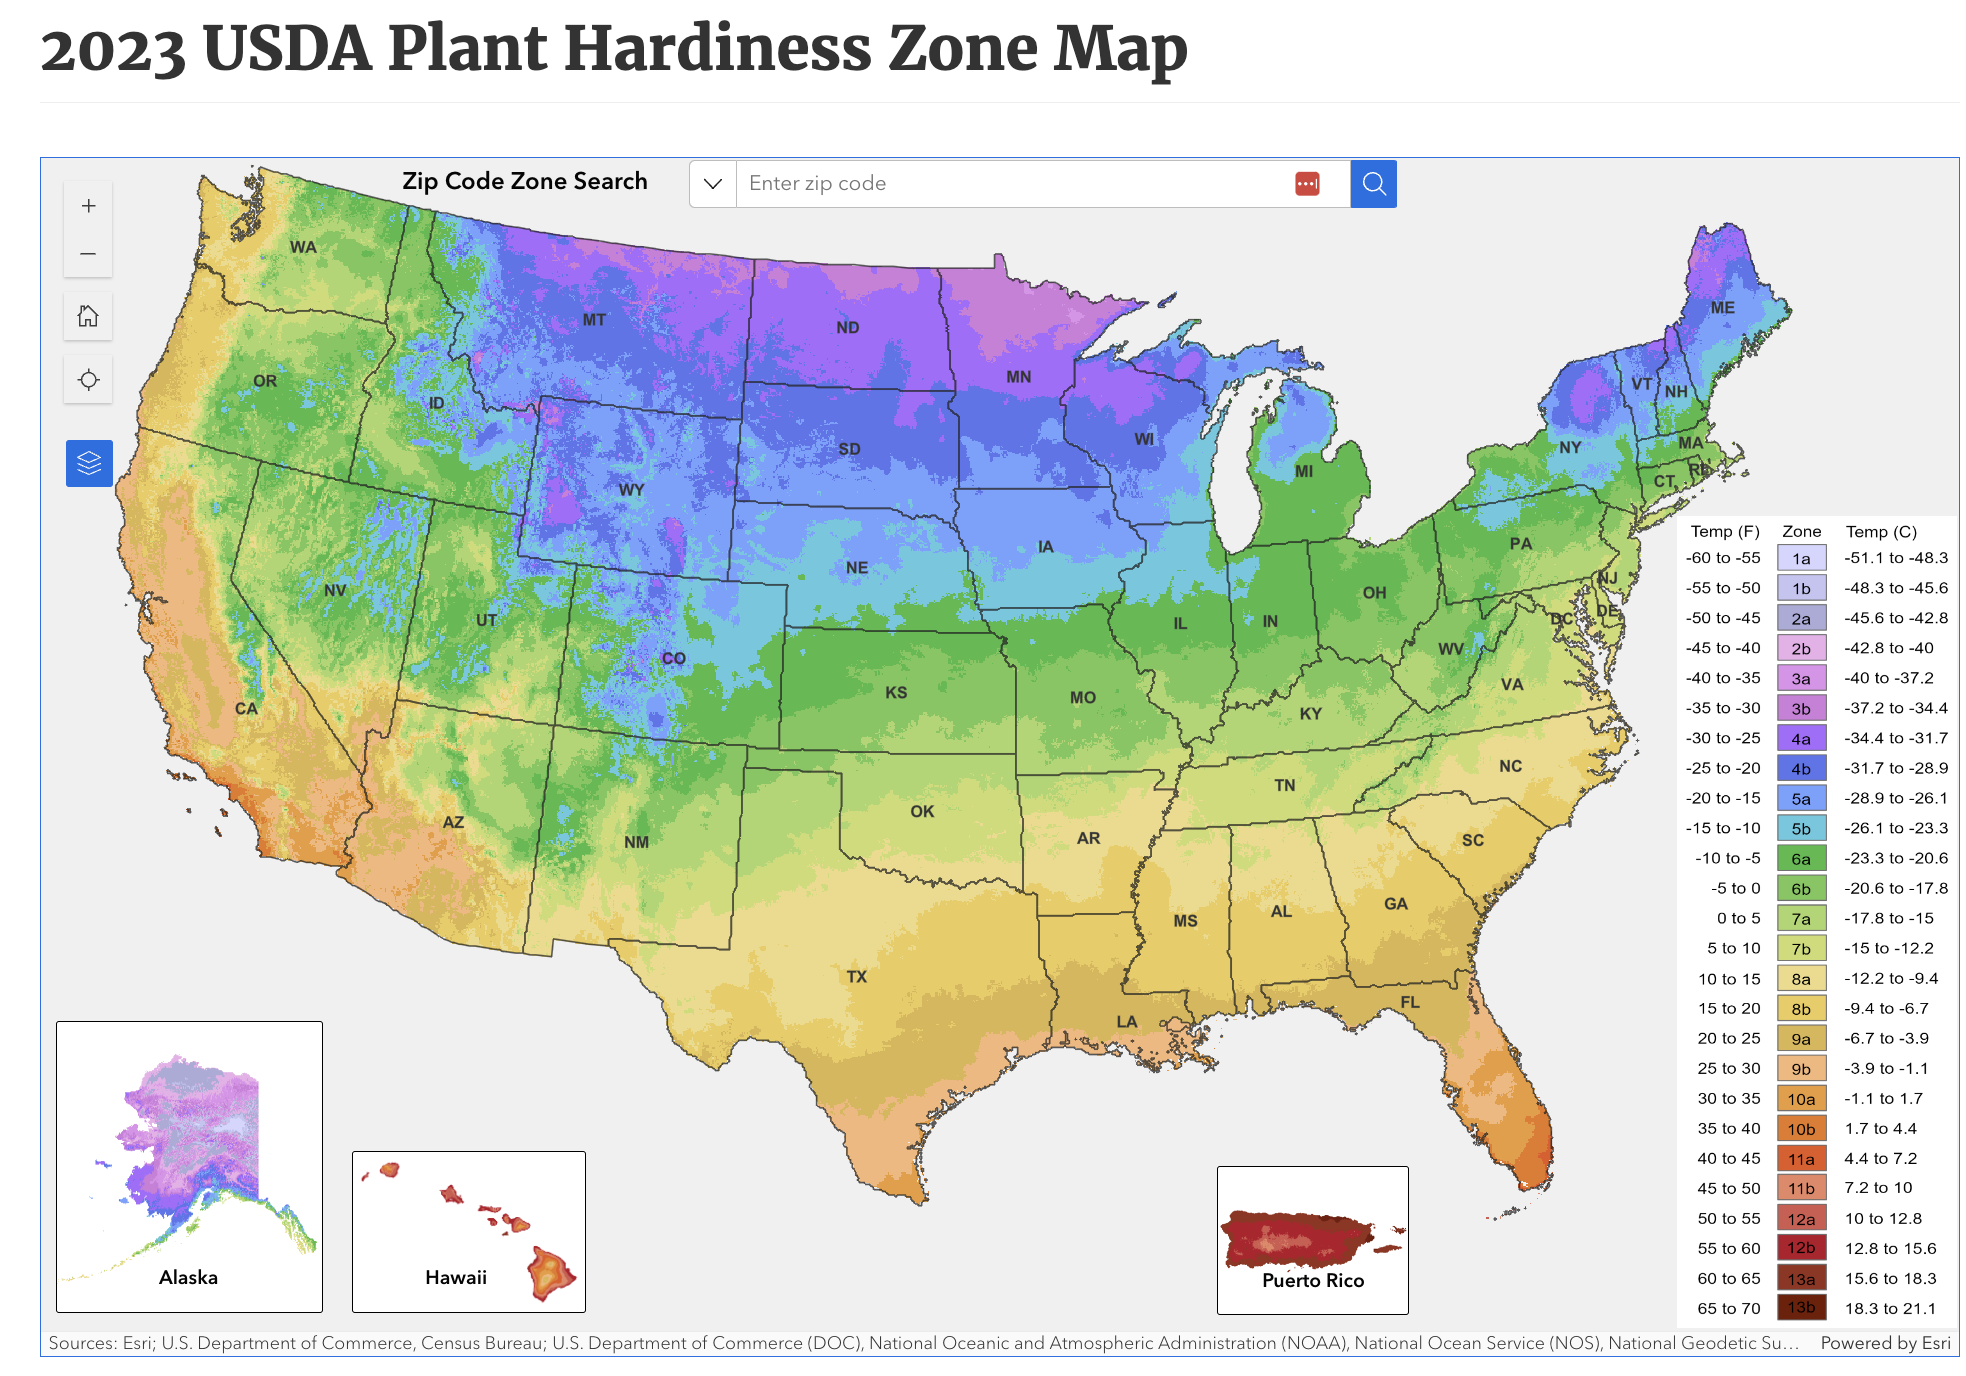 2023 USDA Plant Hardiness Zone Map
Zip Code Zone Search
Enter zip code
+
−
WA
MT
ND
MN
ME
OR
ID
WY
SD
WI
MI
NY
VT
NH
MA
CT
RI
NV
UT
CO
NE
IA
IL
IN
OH
PA
NJ
DE
DC
WV
VA
CA
AZ
NM
KS
MO
KY
OK
AR
TN
NC
SC
TX
LA
MS
AL
GA
FL
Temp (F) Zone Temp (C)
-60 to -55 1a -51.1 to -48.3
-55 to -50 1b -48.3 to -45.6
-50 to -45 2a -45.6 to -42.8
-45 to -40 2b -42.8 to -40
-40 to -35 3a -40 to -37.2
-35 to -30 3b -37.2 to -34.4
-30 to -25 4a -34.4 to -31.7
-25 to -20 4b -31.7 to -28.9
-20 to -15 5a -28.9 to -26.1
-15 to -10 5b -26.1 to -23.3
-10 to -5 6a -23.3 to -20.6
-5 to 0 6b -20.6 to -17.8
0 to 5 7a -17.8 to -15
5 to 10 7b -15 to -12.2
10 to 15 8a -12.2 to -9.4
15 to 20 8b -9.4 to -6.7
20 to 25 9a -6.7 to -3.9
25 to 30 9b -3.9 to -1.1
30 to 35 10a -1.1 to 1.7
35 to 40 10b 1.7 to 4.4
40 to 45 11a 4.4 to 7.2
45 to 50 11b 7.2 to 10
50 to 55 12a 10 to 12.8
55 to 60 12b 12.8 to 15.6
60 to 65 13a 15.6 to 18.3
65 to 70 13b 18.3 to 21.1
Alaska
Hawaii
Puerto Rico
Sources: Esri; U.S. Department of Commerce, Census Bureau; U.S. Department of Commerce (DOC), National Oceanic and Atmospheric Administration (NOAA), National Ocean Service (NOS), National Geodetic Su... Powered by Esri